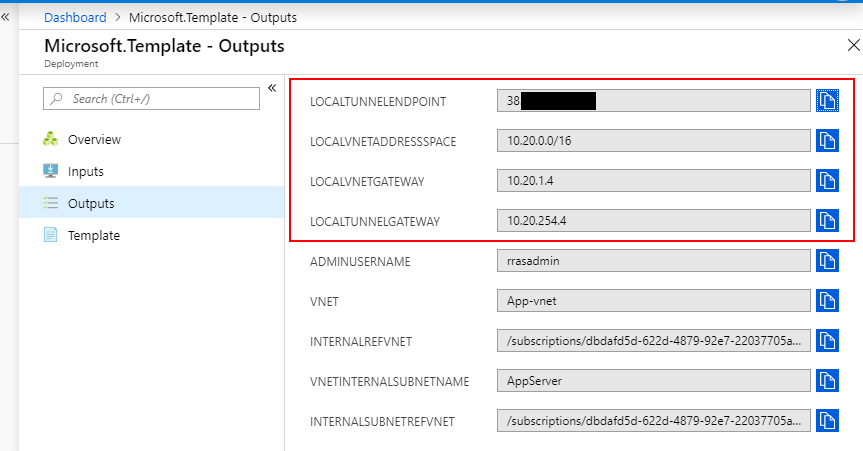 Dashboard > Microsoft.Template - Outputs
Microsoft.Template - Outputs
Deployment
Search (Ctrl+/)
Overview
Inputs
Outputs
Template
LOCALTUNNELENDPOINT 38
LOCALVNETADDRESSSPACE 10.20.0.0/16
LOCALVNETGATEWAY 10.20.1.4
LOCALTUNNELGATEWAY 10.20.254.4
ADMINUSERNAME rrasadmin
VNET App-vnet
INTERNALREFVNET /subscriptions/dbdafd5d-622d-4879-92e7-22037705a...
VNETINTERNALSUBNETNAME AppServer
INTERNALSUBNETREFVNET /subscriptions/dbdafd5d-622d-4879-92e7-22037705a...